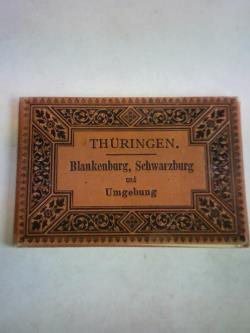 THÜRINGEN.
Blankenburg, Schwarzburg
und
Umgebung